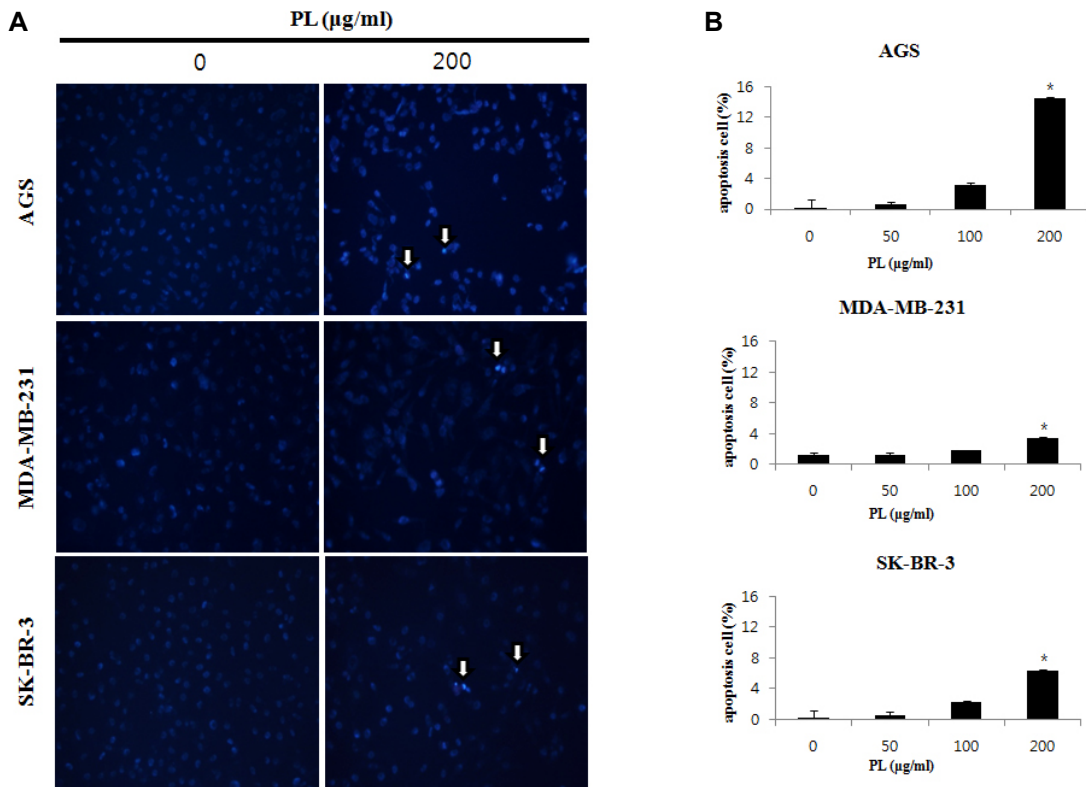 A
PL (μg/ml)
0 200
AGS
MDA-MB-231
SK-BR-3
B
AGS
apoptosis cell (%)
16
12
8
4
0
0 50 100 200
PL (μg/ml)
*
MDA-MB-231
apoptosis cell (%)
16
12
8
4
0
0 50 100 200
PL (μg/ml)
*
SK-BR-3
apoptosis cell (%)
16
12
8
4
0
0 50 100 200
PL (μg/ml)
*